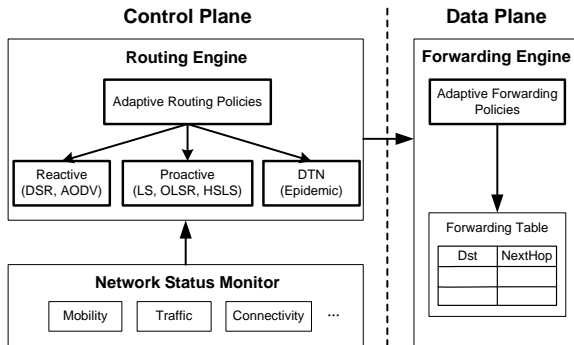 Control Plane
Routing Engine
Adaptive Routing Policies
Reactive
(DSR, AODV)
Proactive
(LS, OLSR, HSLS)
DTN
(Epidemic)
Network Status Monitor
Mobility
Traffic
Connectivity
...
Data Plane
Forwarding Engine
Adaptive Forwarding
Policies
Forwarding Table
Dst NextHop